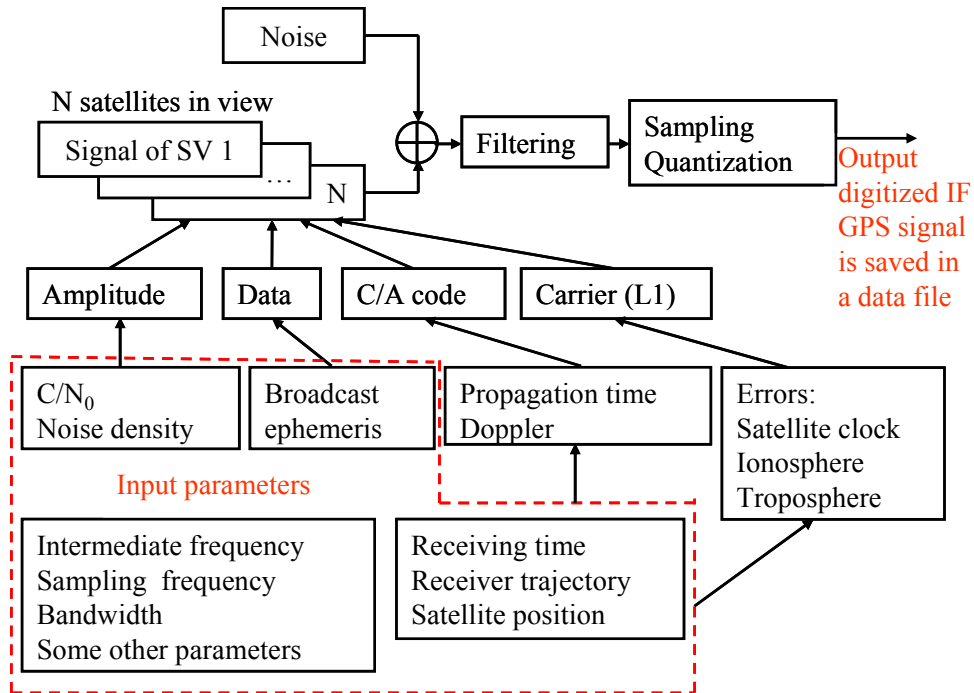 Noise
N satellites in view
Signal of SV 1
...
N
Filtering
Sampling
Quantization
Output
digitized IF
GPS signal
is saved in
a data file
Amplitude
Data
C/A code
Carrier (L1)
C/N₀
Noise density
Broadcast
ephemeris
Propagation time
Doppler
Errors:
Satellite clock
Ionosphere
Troposphere
Input parameters
Intermediate frequency
Sampling frequency
Bandwidth
Some other parameters
Receiving time
Receiver trajectory
Satellite position